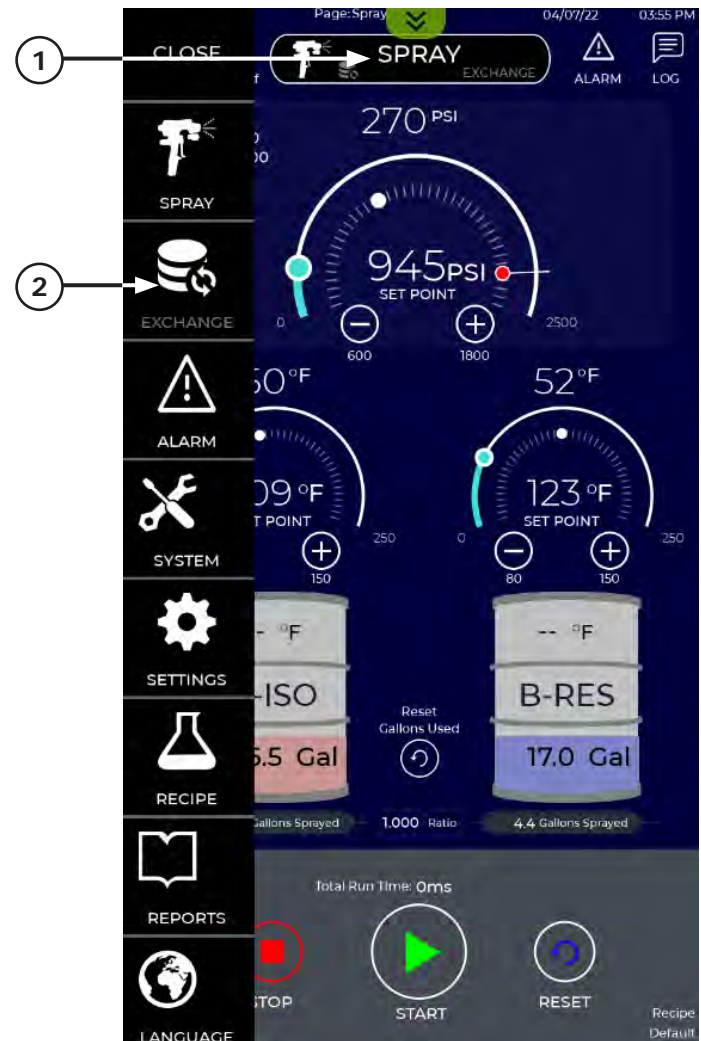 Page:Spray
04/07/22 03:55 PM
1
CLOSE
SPRAY
EXCHANGE
ALARM
LOG
270 PSI
SPRAY
945PSI
SET POINT
2
EXCHANGE
0
2500
600
1800
°F
52°F
ALARM
09 °F
123 °F
SET POINT
SYSTEM
250
0
250
150
80
150
-- °F
SETTINGS
-ISO
B-RES
Reset
Gallons Used
5.5 Gal
17.0 Gal
RECIPE
Gallons Sprayed
1.000 Ratio
4.4 Gallons Sprayed
Total Run Time: 0ms
REPORTS
START
RESET
LANGUAGE
Recipe
Default